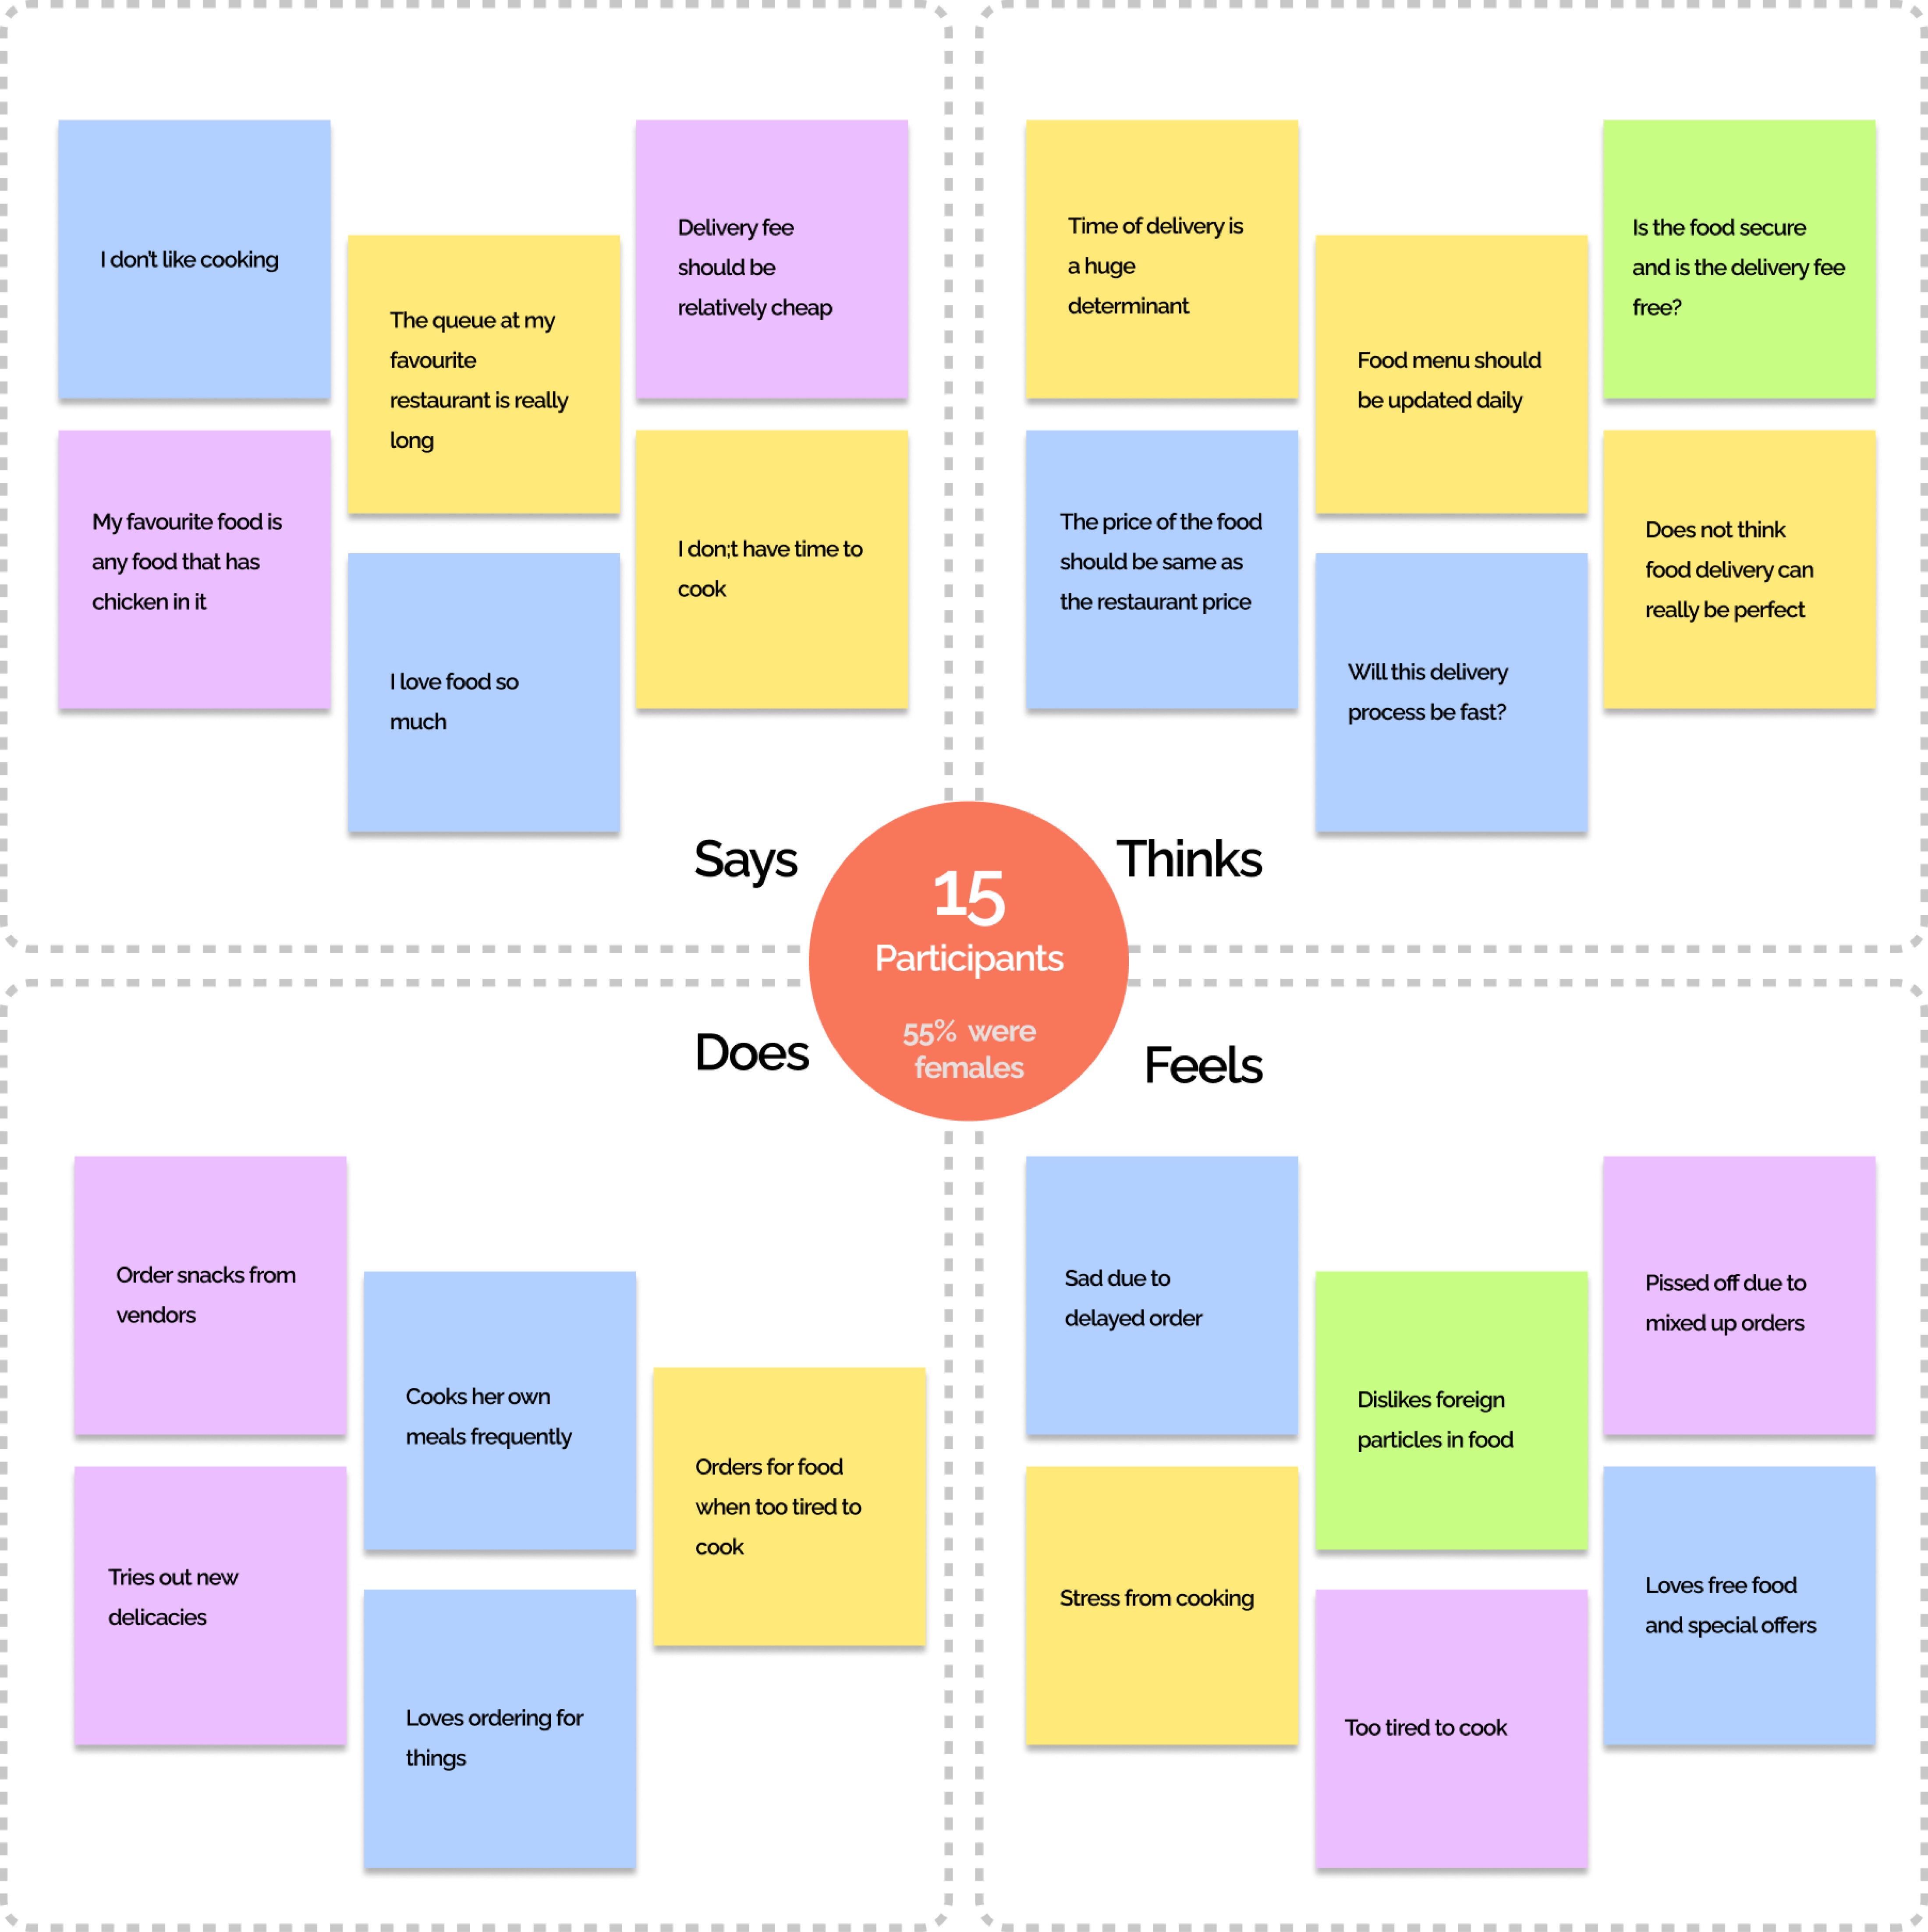 I don't like cooking
The queue at my
favourite
restaurant is really
long
Delivery fee
should be
relatively cheap
My favourite food is
any food that has
chicken in it
I love food so
much
I don;t have time to
cook
Says
Time of delivery is
a huge
determinant
Food menu should
be updated daily
Is the food secure
and is the delivery fee
free?
The price of the food
should be same as
the restaurant price
Will this delivery
process be fast?
Does not think
food delivery can
really be perfect
Thinks
15
Participants
55% were
females
Does
Order snacks from
vendors
Cooks her own
meals frequently
Orders for food
when too tired to
cook
Tries out new
delicacies
Loves ordering for
things
Feels
Sad due to
delayed order
Dislikes foreign
particles in food
Pissed off due to
mixed up orders
Stress from cooking
Too tired to cook
Loves free food
and special offers